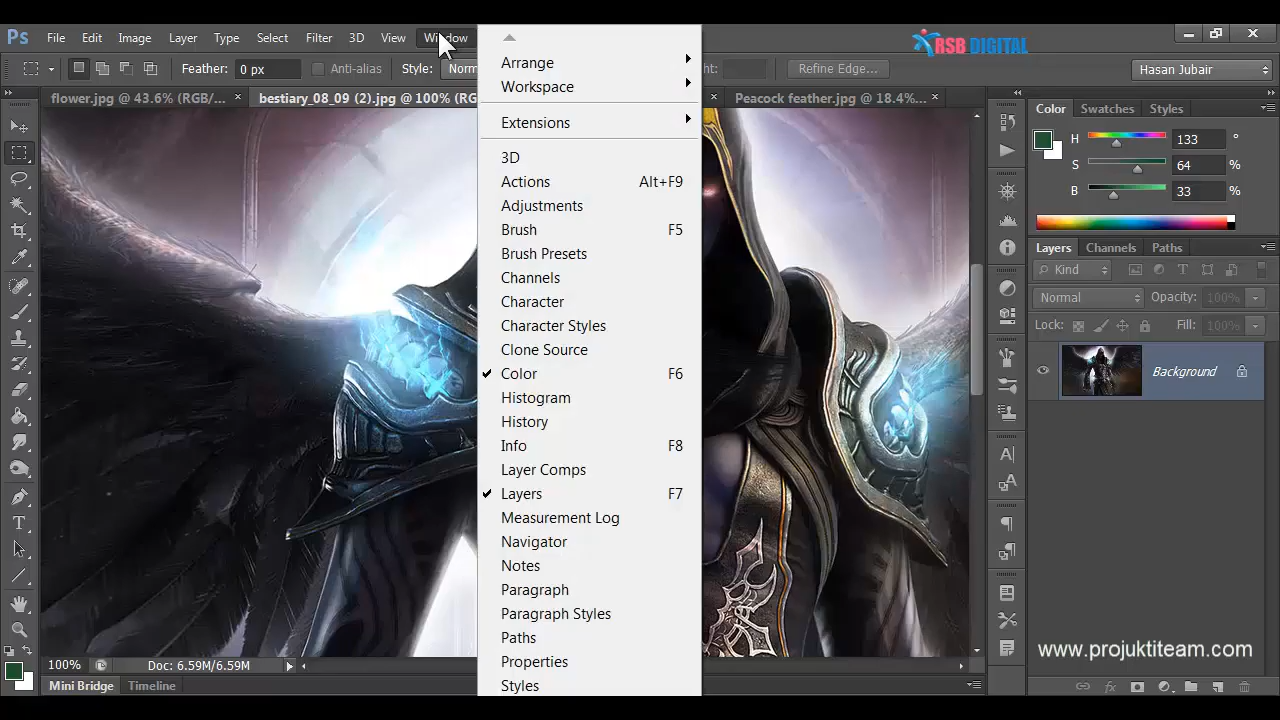 Ps File Edit Image Layer Type Select Filter 3D View Window
RSB DIGITAL
Feather: 0 px Anti-alias Style: Norm
Refine Edge...
Hasan Jubair
flower.jpg @ 43.6% (RGB/... ×
bestiary_08_09 (2).jpg @ 100% (RG
×
Peacock feather.jpg @ 18.4%... ×
Arrange
Workspace
Extensions
3D
Actions Alt+F9
Adjustments
Brush F5
Brush Presets
Channels
Character
Character Styles
Clone Source
Color F6
Histogram
History
Info F8
Layer Comps
Layers F7
Measurement Log
Navigator
Notes
Paragraph
Paragraph Styles
Paths
Properties
Styles
Color Swatches Styles
H 133 °
S 64 %
B 33 %
Layers Channels Paths
Kind
Normal Opacity: 100%
Lock: Fill: 100%
Background
www.projuktiteam.com
100% Doc: 6.59M/6.59M
Mini Bridge Timeline